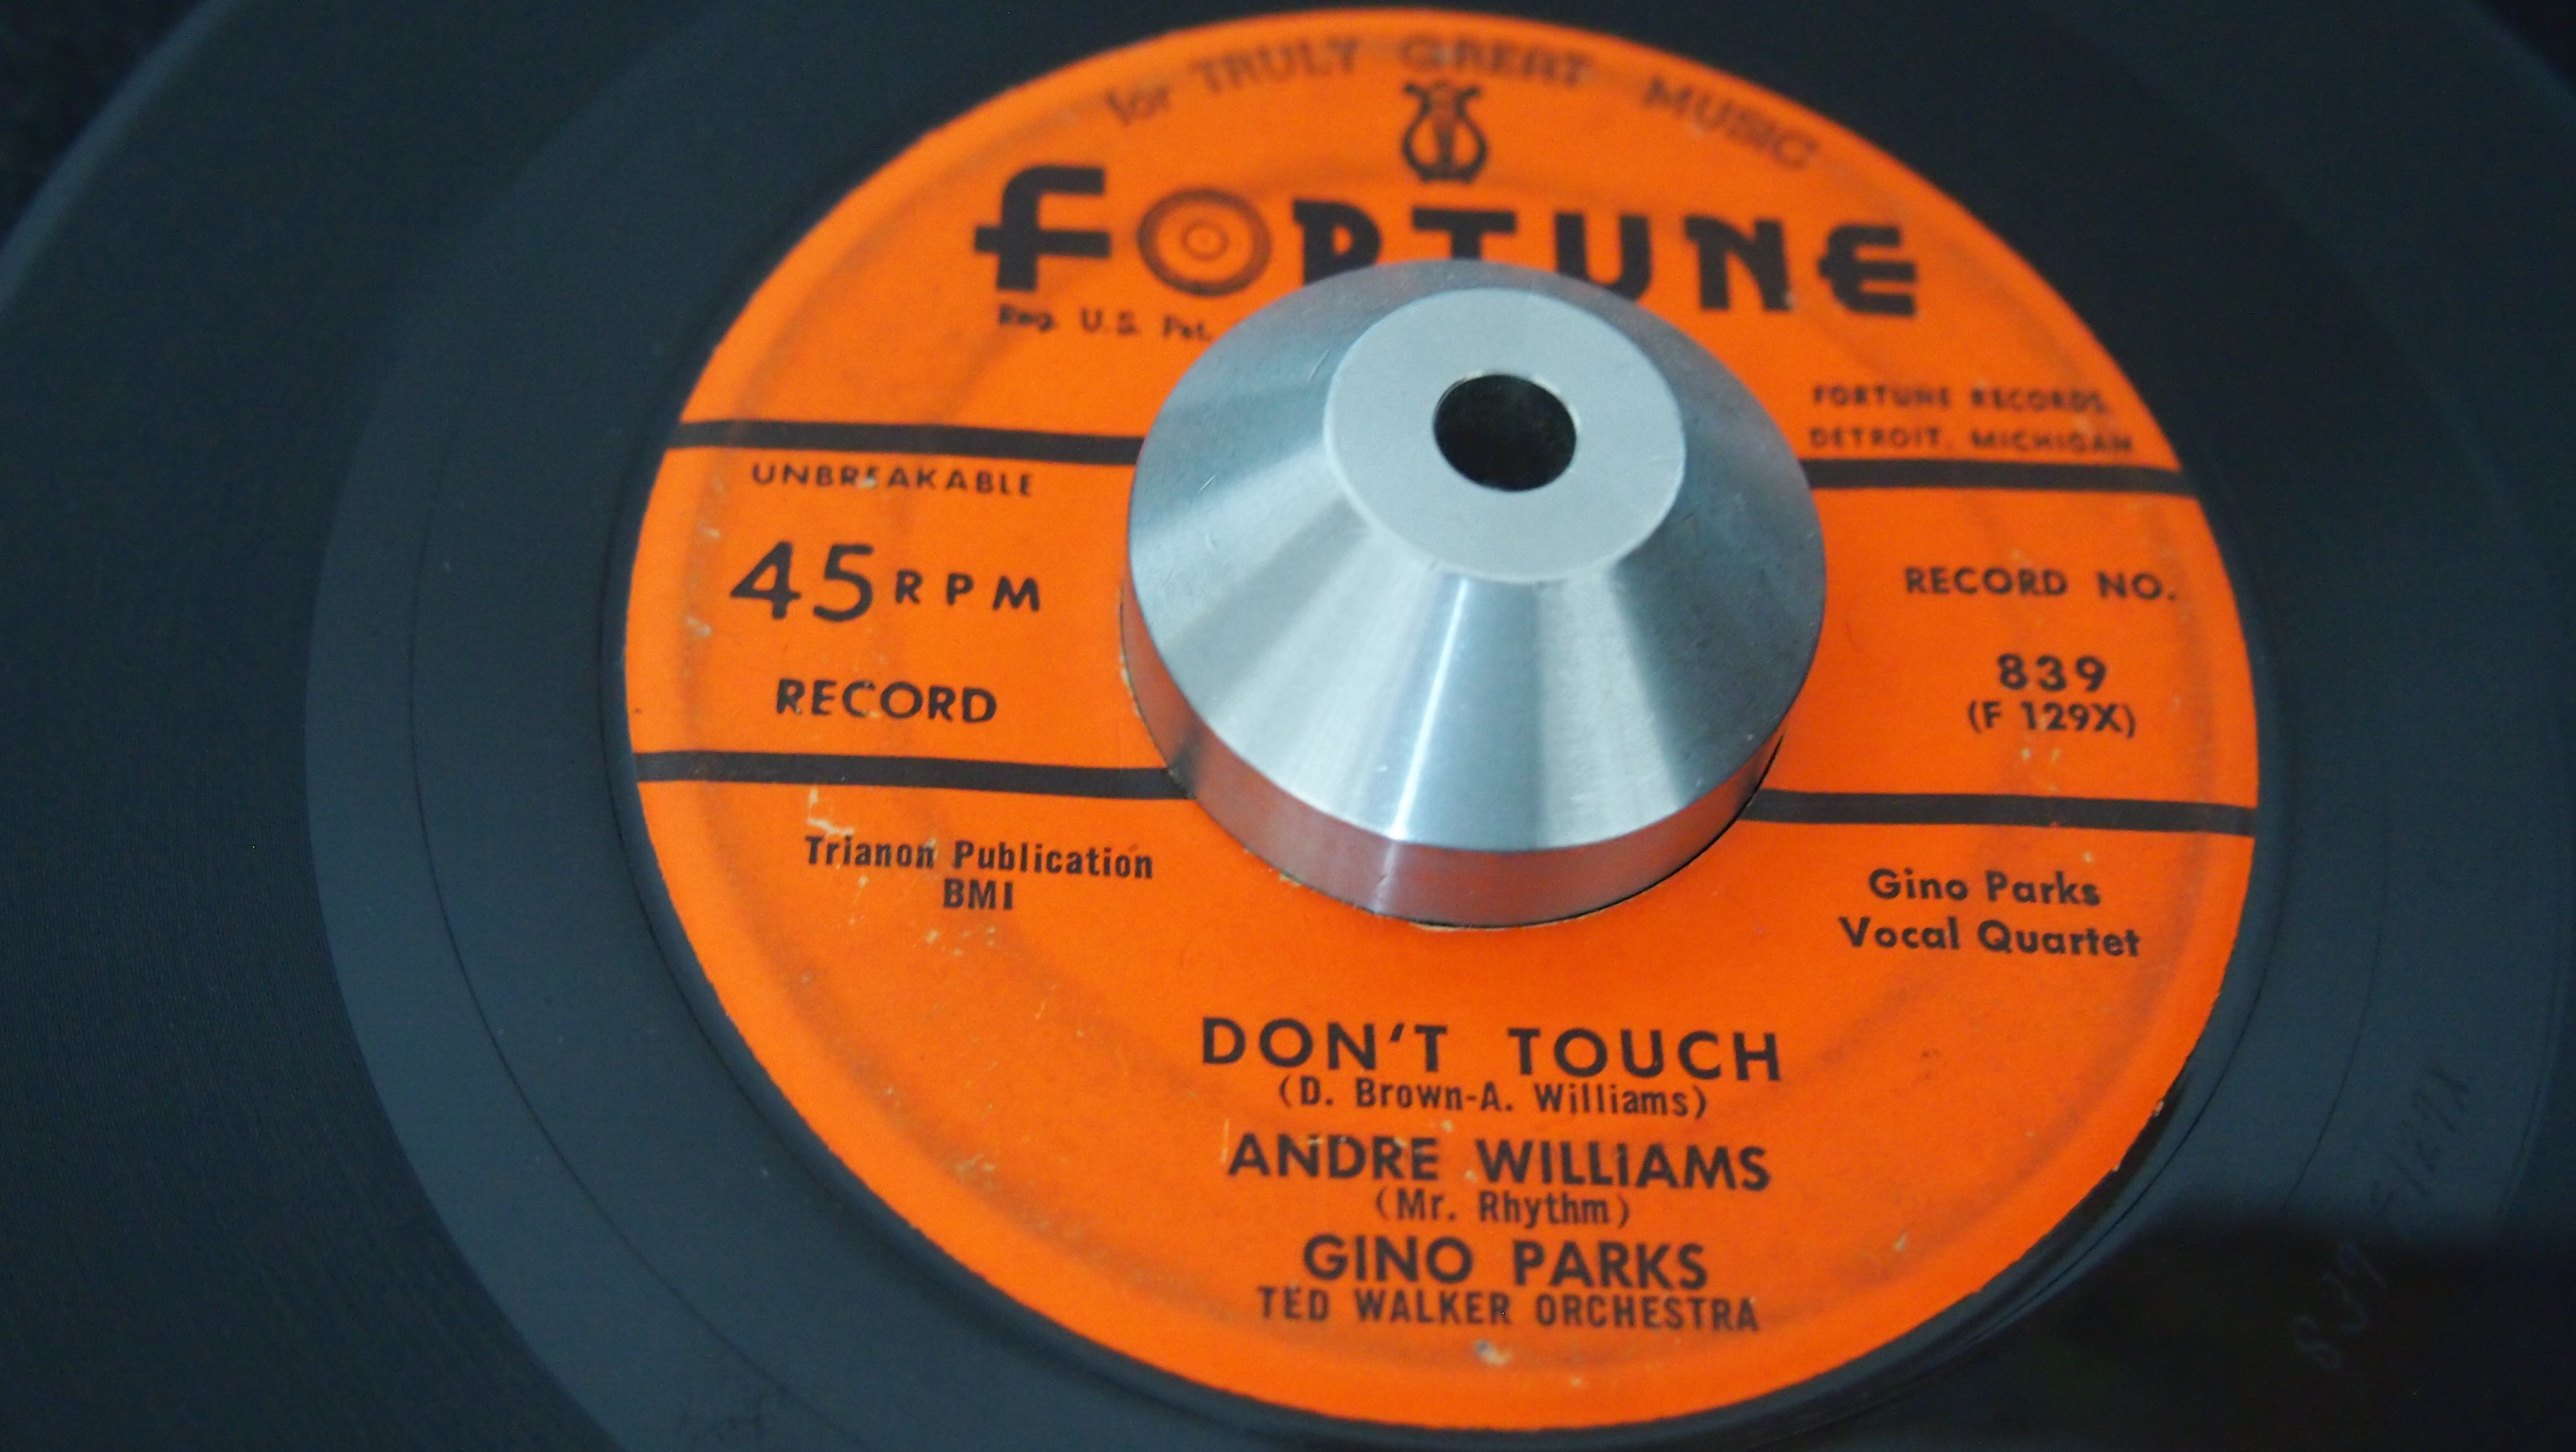 for TRULY GREAT MUSIC
FORTUNE
Reg. U.S. Pat.
FORTUNE RECORDS,
DETROIT, MICHIGAN
UNBREAKABLE
45 RPM
RECORD
RECORD NO.
839
(F 129X)
Trianon Publication
BMI
Gino Parks
Vocal Quartet
DON'T TOUCH
(D. Brown-A. Williams)
ANDRE WILLIAMS
(Mr. Rhythm)
GINO PARKS
TED WALKER ORCHESTRA